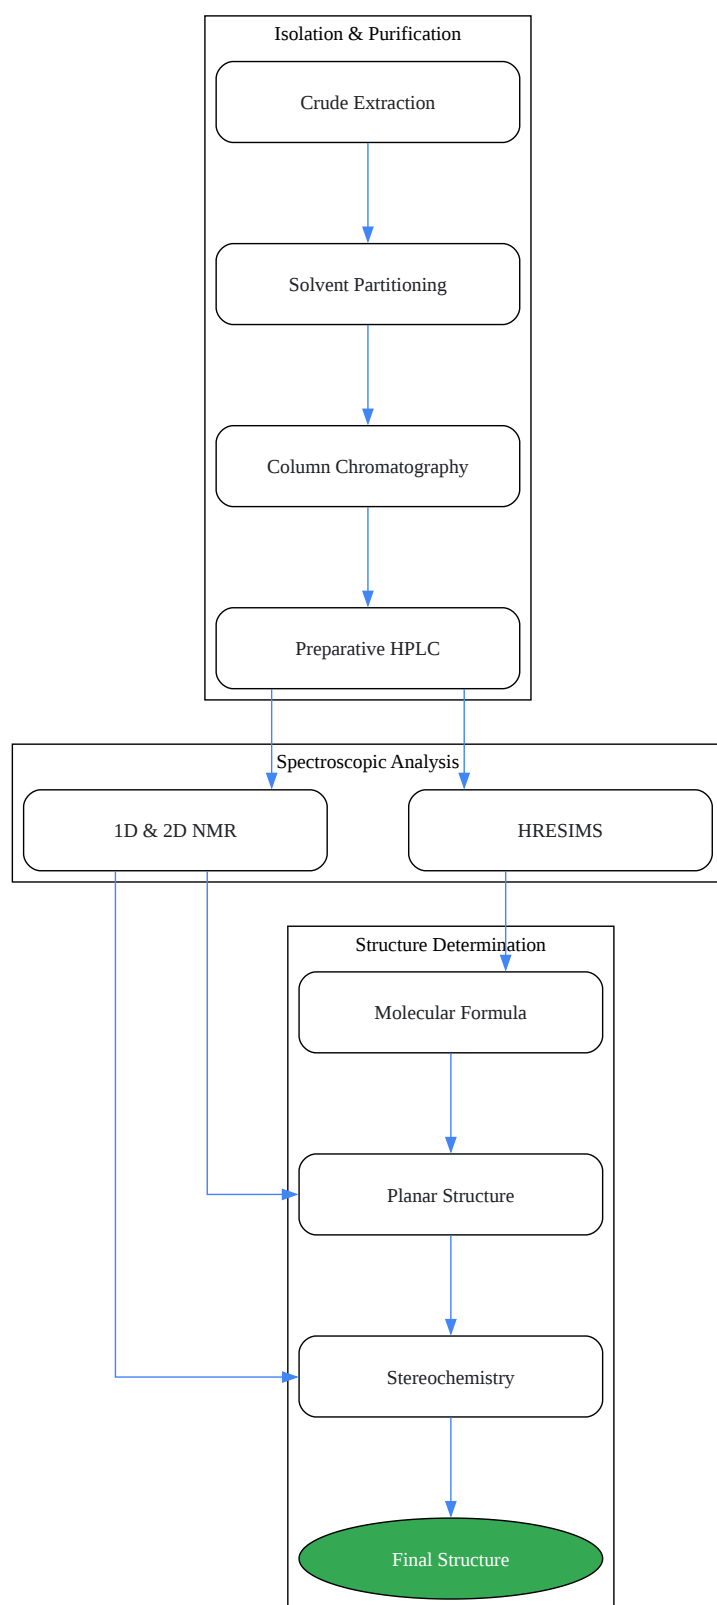 Isolation & Purification
Crude Extraction
Solvent Partitioning
Column Chromatography
Preparative HPLC
Spectroscopic Analysis
1D & 2D NMR
HRESIMS
Structure Determination
Molecular Formula
Planar Structure
Stereochemistry
Final Structure